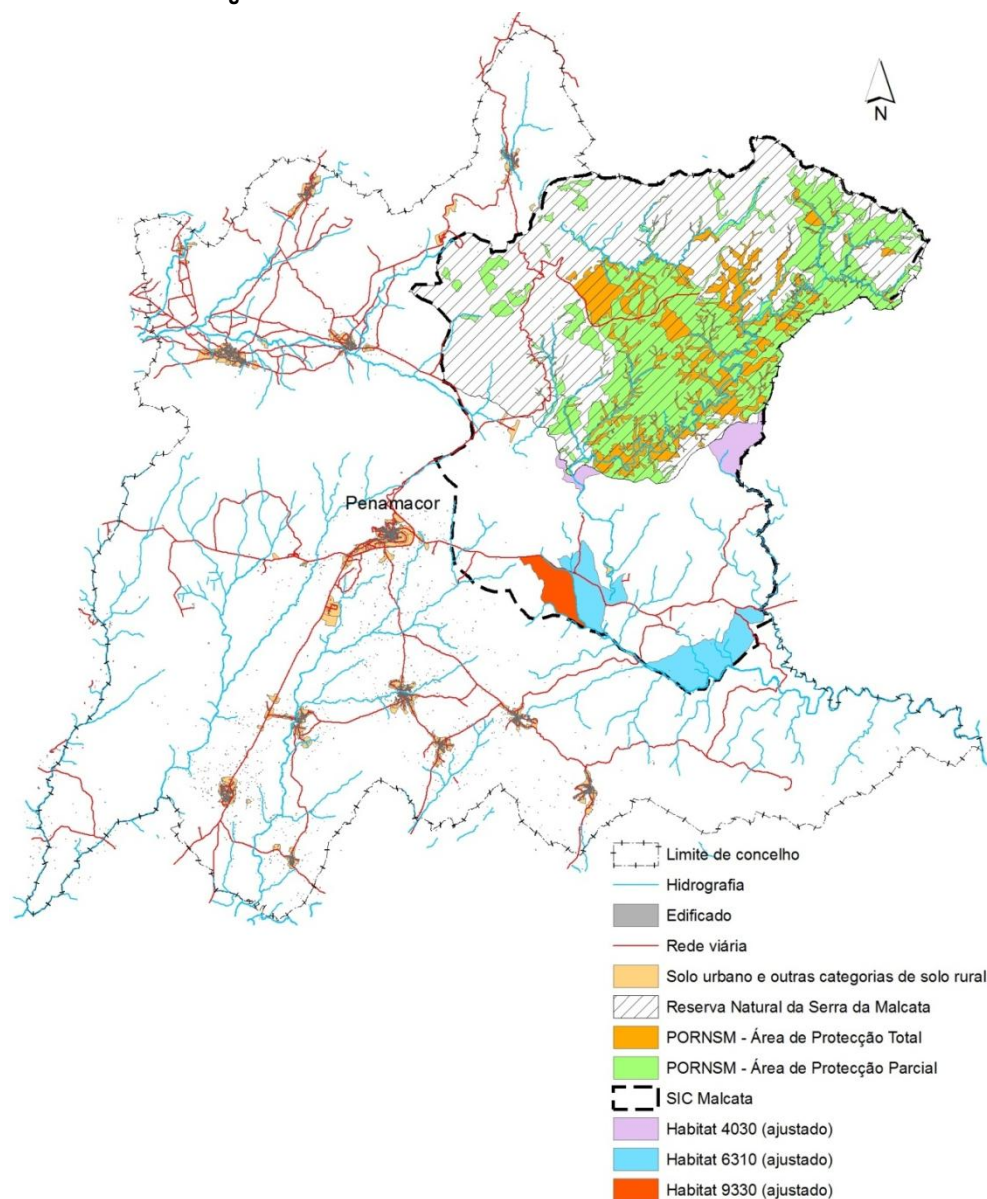 N
Penamacor
Limite de concelho
Hidrografia
Edificado
Rede viária
Solo urbano e outras categorias de solo rural
Reserva Natural da Serra da Malcata
PORNSM - Área de Protecção Total
PORNSM - Área de Protecção Parcial
SIC Malcata
Habitat 4030 (ajustado)
Habitat 6310 (ajustado)
Habitat 9330 (ajustado)